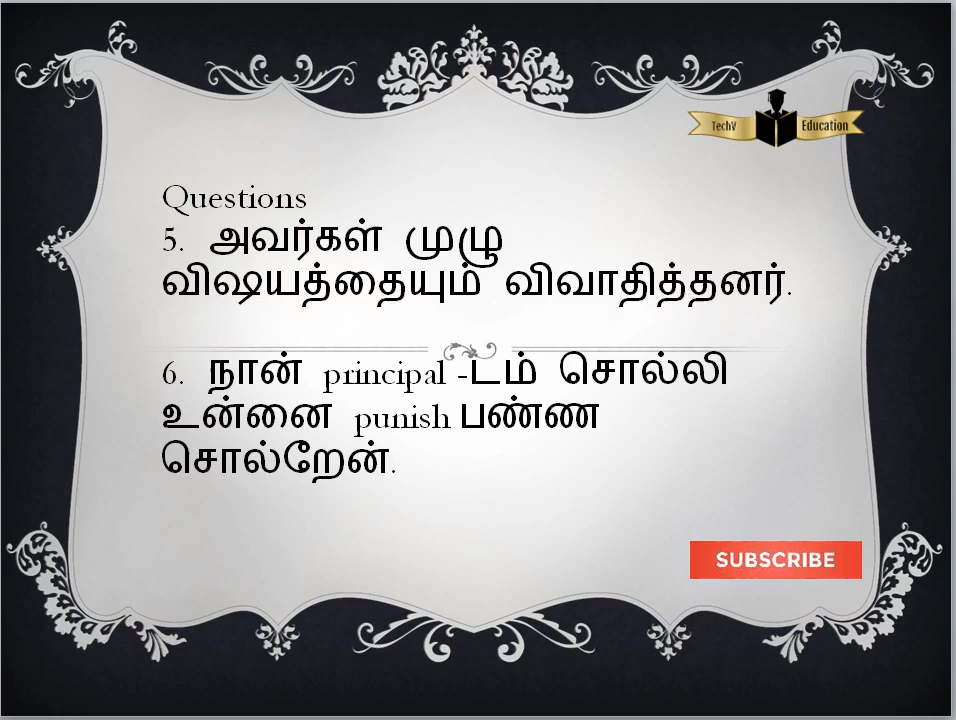 TechV Education
Questions
5. அவர்கள் முழு
விஷயத்தையும் விவாதித்தனர்.
6. நான் principal -டம் சொல்லி
உன்னை punish பண்ண
சொல்றேன்.
SUBSCRIBE